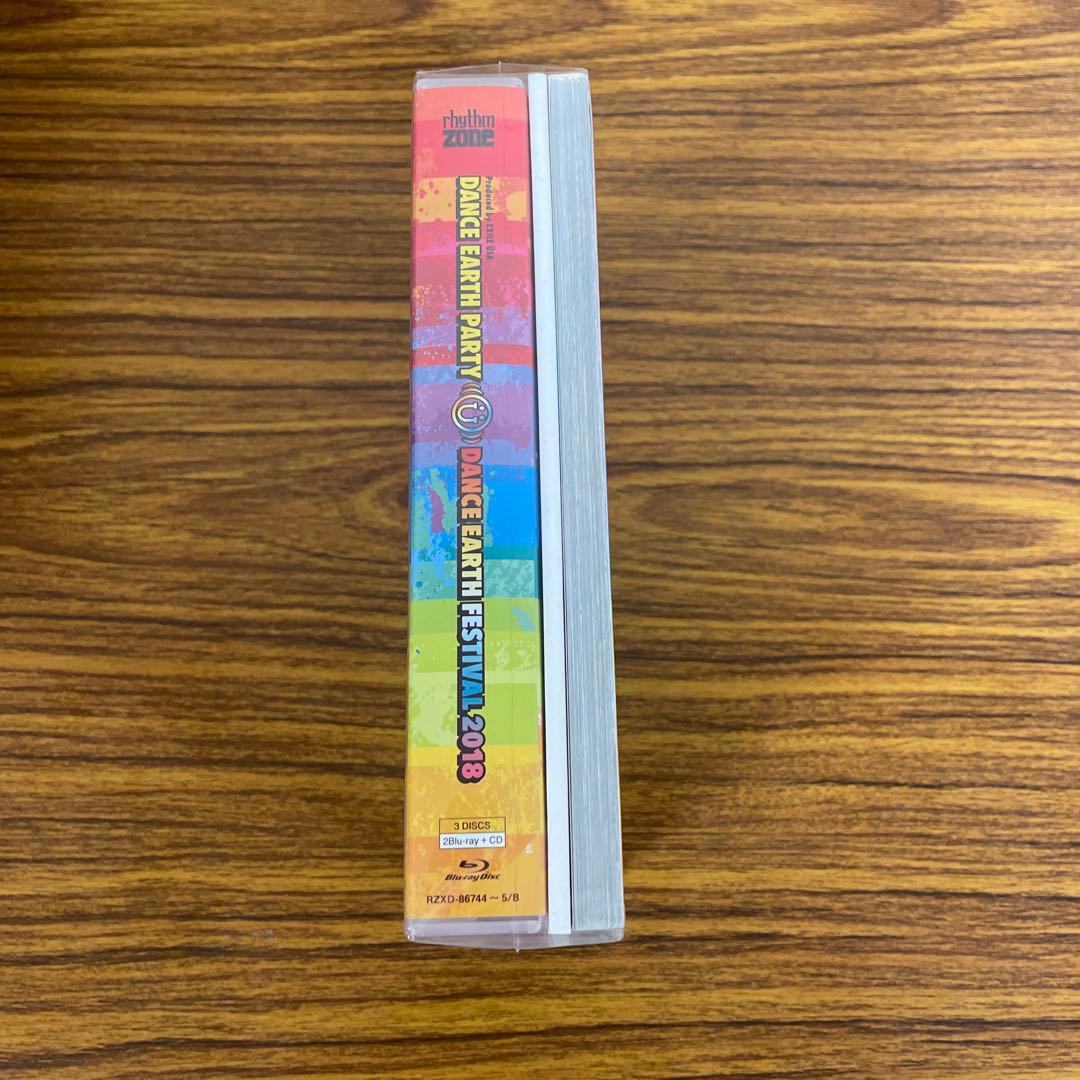 rhythm
zone
Produced by EXILE ÜSA
DANCE EARTH PARTY
Ü
DANCE EARTH FESTIVAL 2018
3 DISCS
2Blu-ray + CD
Blu-ray Disc
RZXD-86744 ~ 5/B